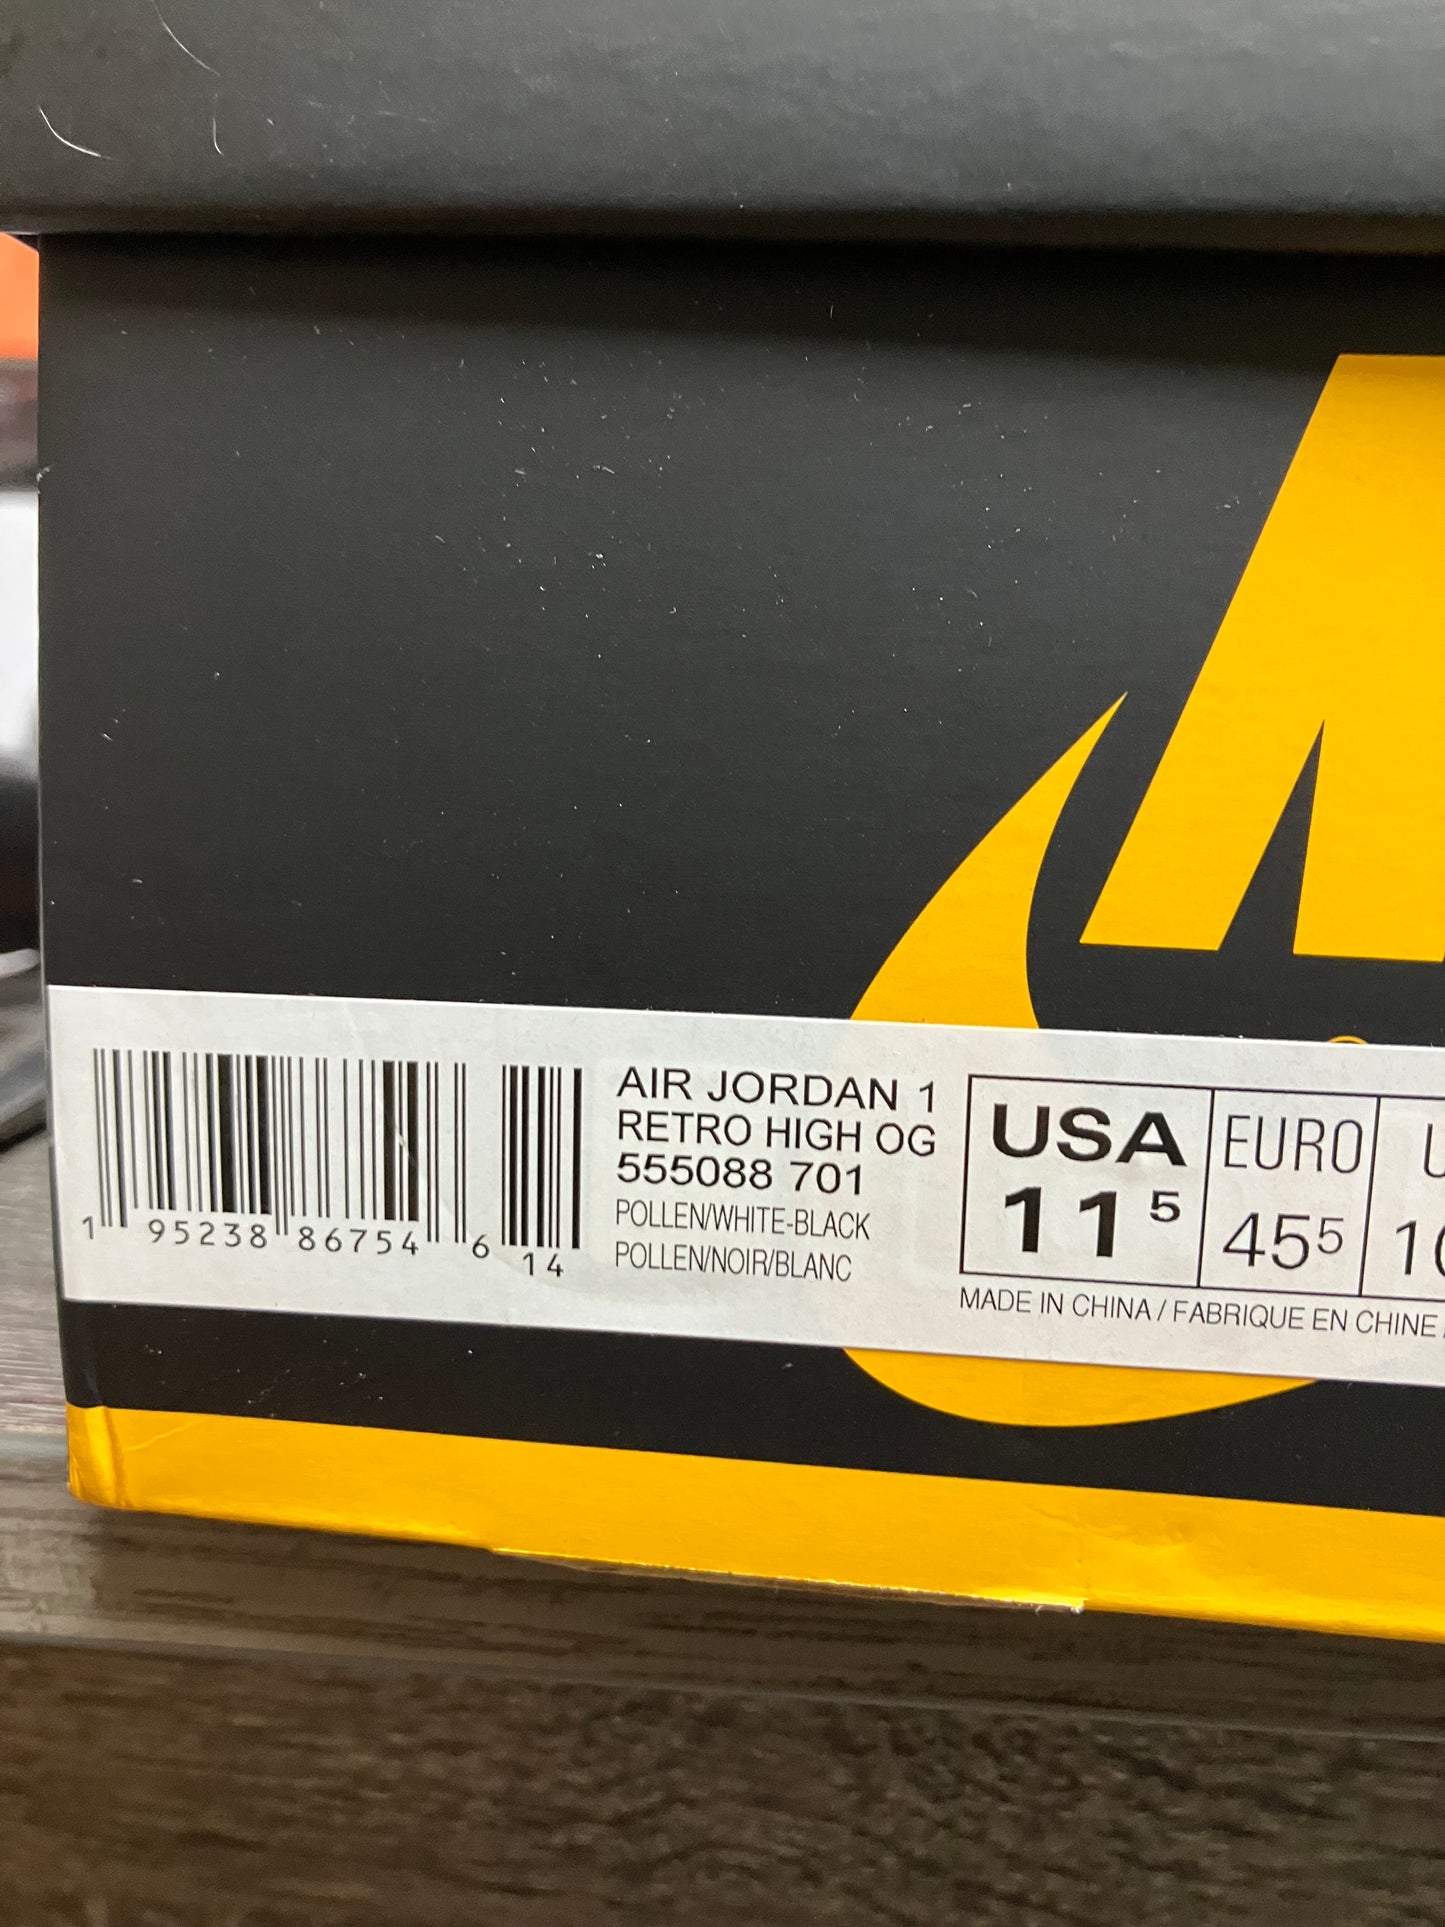 AIR JORDAN 1
RETRO HIGH OG
555088 701
POLLEN/WHITE-BLACK
POLLEN/NOIR/BLANC
1 95238 86754 6 14
USA
11 5
EURO
45 5
MADE IN CHINA / FABRIQUE EN CHINE